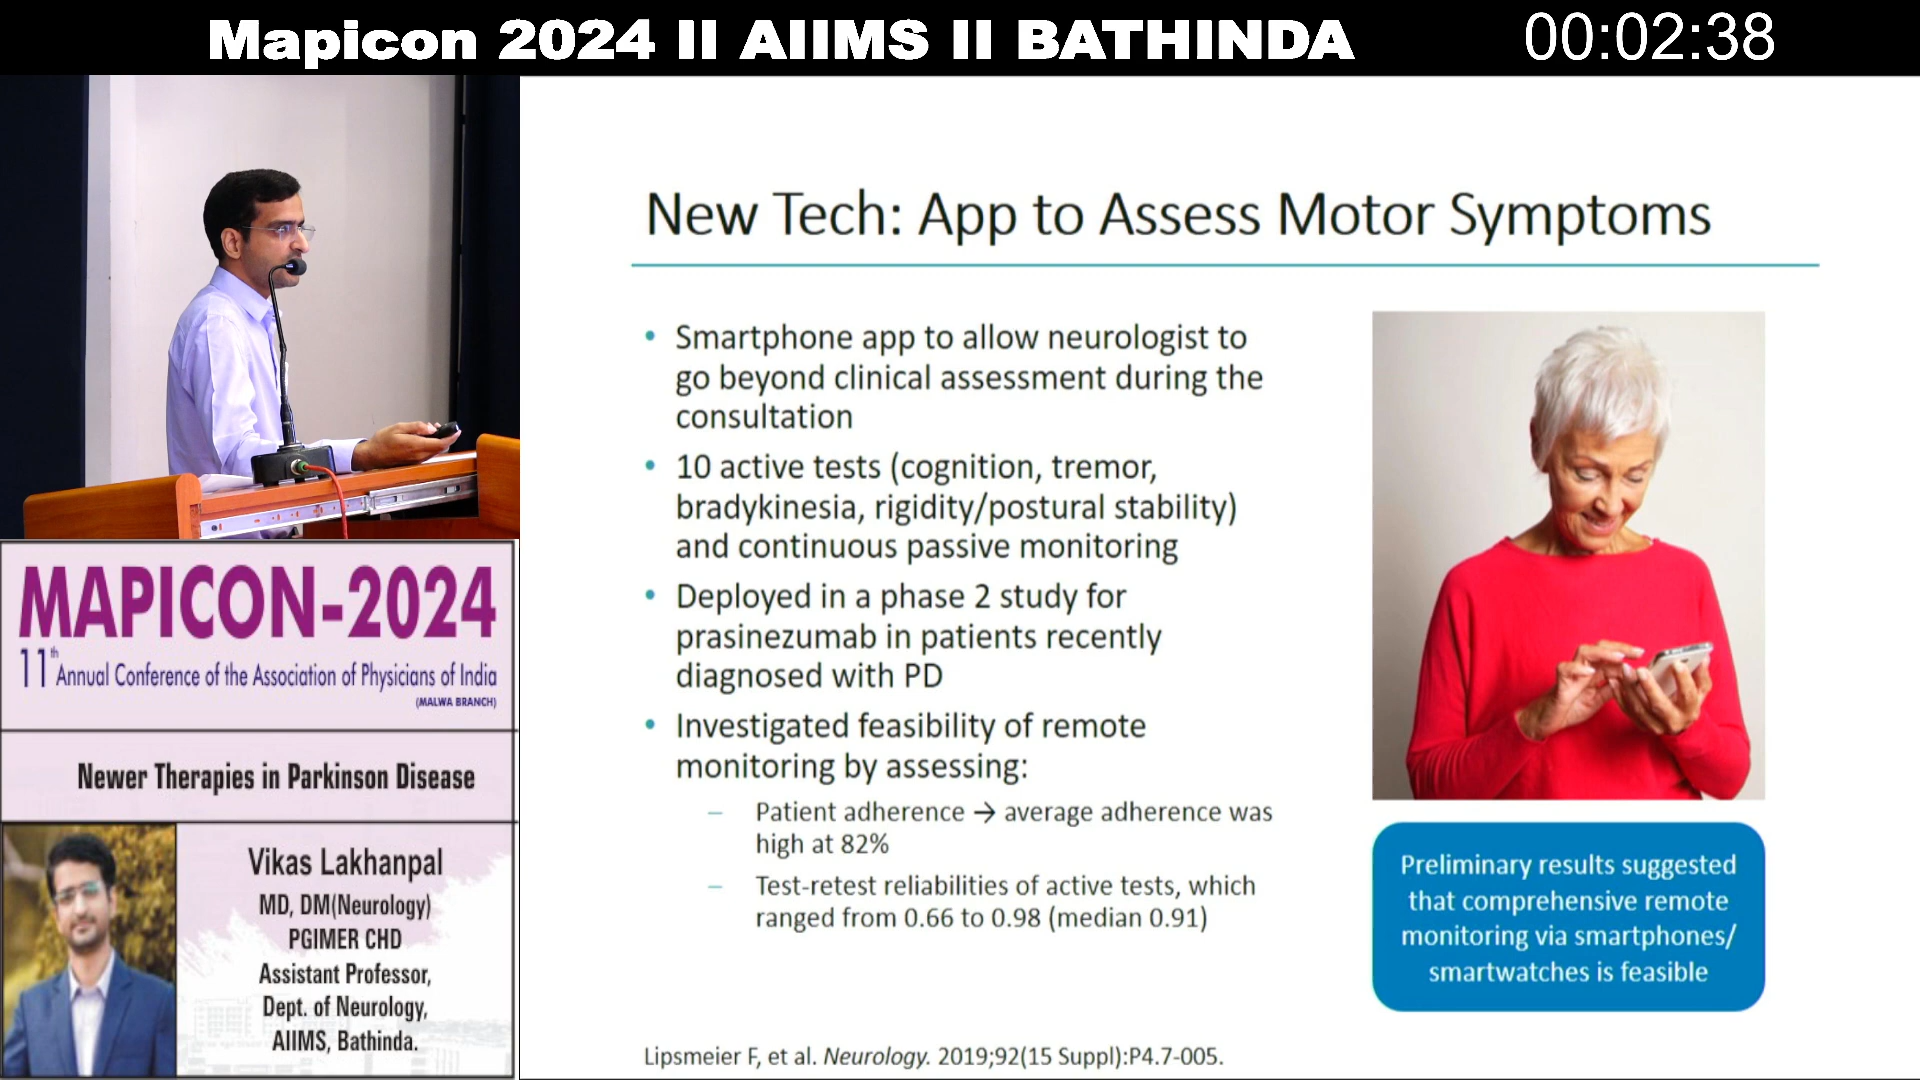 Mapicon 2024 II AIIMS II BATHINDA
00:02:38
MAPICON-2024
11th Annual Conference of the Association of Physicians of India
(MALWA BRANCH)
Newer Therapies in Parkinson Disease
Vikas Lakhanpal
MD, DM(Neurology)
PGIMER CHD
Assistant Professor,
Dept. of Neurology,
AIIMS, Bathinda.
New Tech: App to Assess Motor Symptoms
• Smartphone app to allow neurologist to
go beyond clinical assessment during the
consultation
• 10 active tests (cognition, tremor,
bradykinesia, rigidity/postural stability)
and continuous passive monitoring
• Deployed in a phase 2 study for
prasinezumab in patients recently
diagnosed with PD
• Investigated feasibility of remote
monitoring by assessing:
– Patient adherence → average adherence was
high at 82%
– Test-retest reliabilities of active tests, which
ranged from 0.66 to 0.98 (median 0.91)
Preliminary results suggested
that comprehensive remote
monitoring via smartphones/
smartwatches is feasible
Lipsmeier F, et al. Neurology. 2019;92(15 Suppl):P4.7-005.